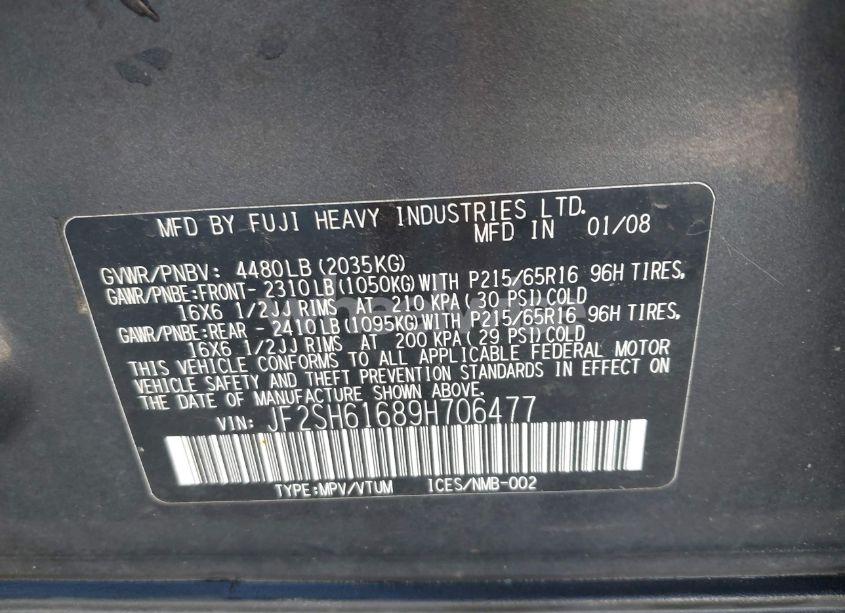 MFD BY FUJI HEAVY INDUSTRIES LTD.
MFD IN 01/08
GVWR/PNBV: 4480LB(2035KG)
GAWR/PNBE:FRONT- 2310LB(1050KG)WITH P215/65R16 96H TIRES,
16X6 1/2JJ RIMS AT 210 KPA(30 PSI)COLD
GAWR/PNBE:REAR - 2410LB(1095KG)WITH P215/65R16 96H TIRES,
16X6 1/2JJ RIMS AT 200 KPA(29 PSI)COLD
THIS VEHICLE CONFORMS TO ALL APPLICABLE FEDERAL MOTOR
VEHICLE SAFETY AND THEFT PREVENTION STANDARDS IN EFFECT ON
THE DATE OF MANUFACTURE SHOWN ABOVE.
VIN: JF2SH61689H706477
TYPE:MPV/VTUM ICES/NMB-002